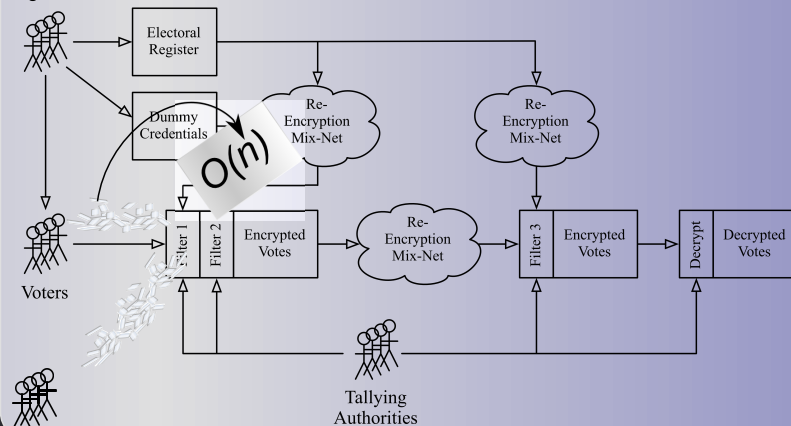 Electoral
Register
Dummy
Credentials
Re-
Encryption
Mix-Net
Re-
Encryption
Mix-Net
O(n)
Filter 1
Filter 2
Encrypted
Votes
Re-
Encryption
Mix-Net
Filter 3
Encrypted
Votes
Decrypt
Decrypted
Votes
Voters
Tallying
Authorities